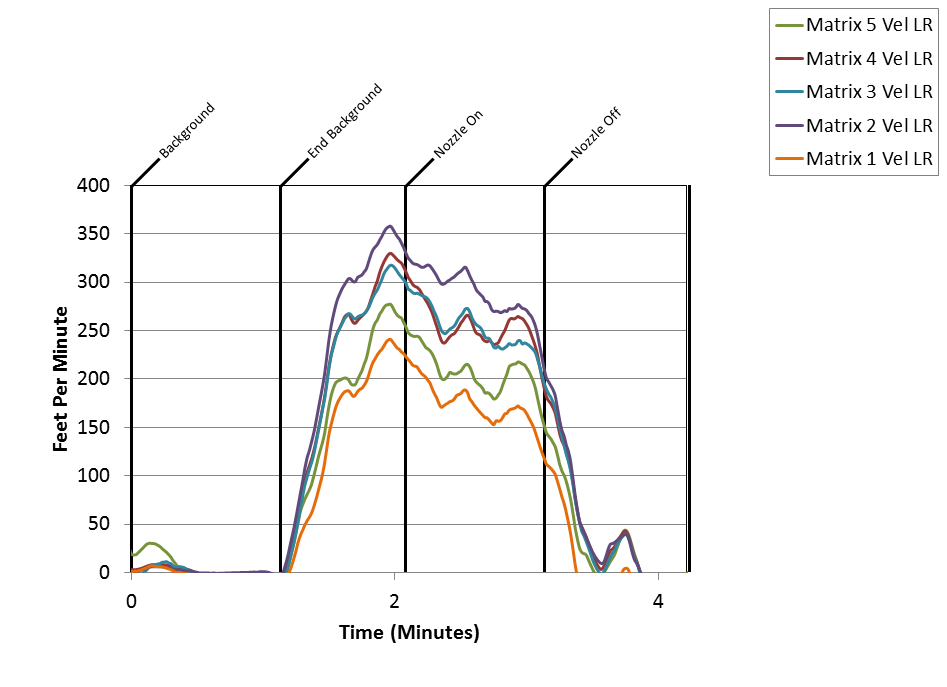 Matrix 5 Vel LR
Matrix 4 Vel LR
Matrix 3 Vel LR
Matrix 2 Vel LR
Matrix 1 Vel LR
Background
End Background
Nozzle On
Nozzle Off
400
350
300
250
200
150
100
50
0
Feet Per Minute
0 2 4
Time (Minutes)